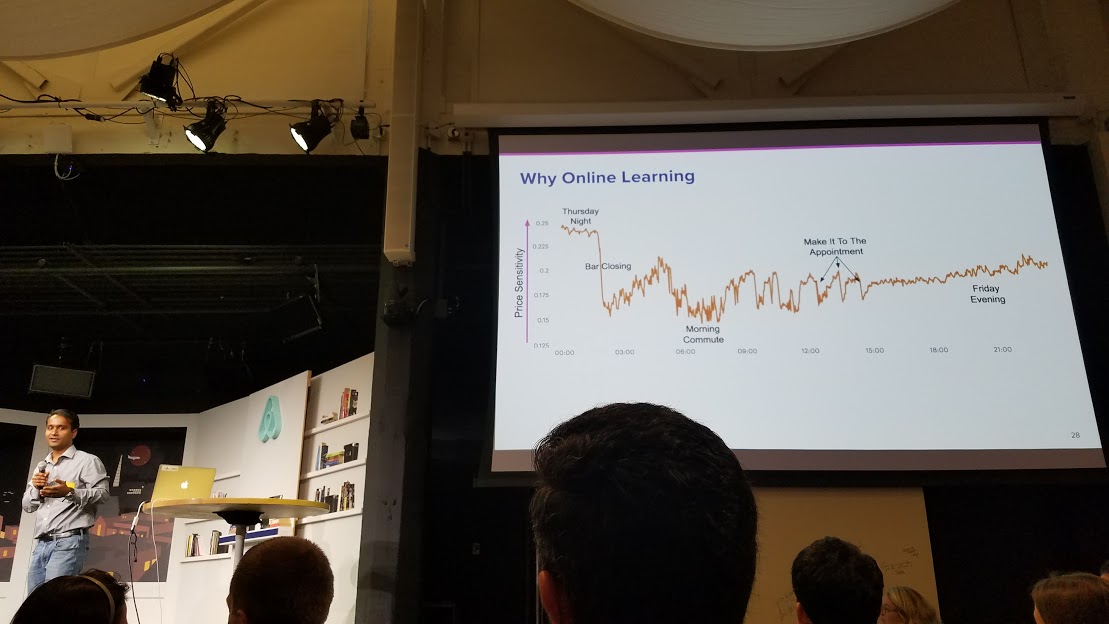 Why Online Learning
Thursday
Night
Price Sensitivity
0.25
0.225
0.2
0.175
0.15
0.125
Bar Closing
Make It To The
Appointment
Friday
Evening
Morning
Commute
00:00
03:00
06:00
09:00
12:00
15:00
18:00
21:00
28